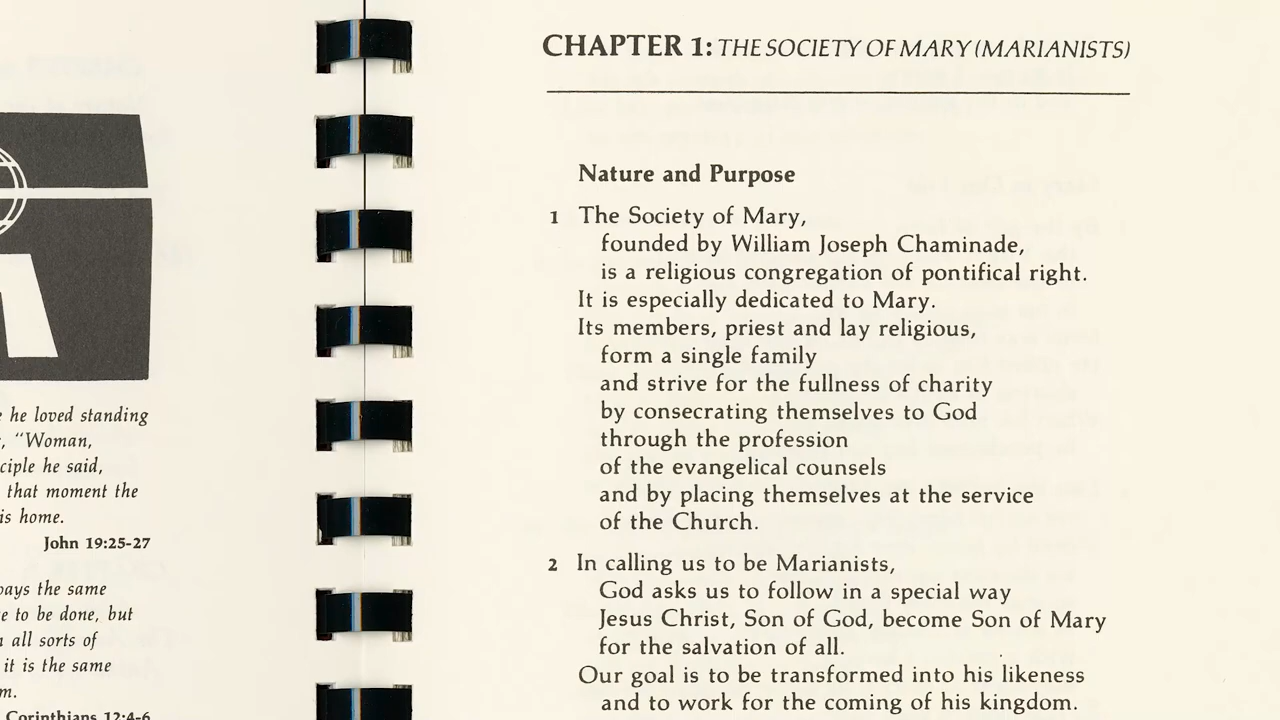 e he loved standing
, "Woman,
ciple he said,
that moment the
is home.
John 19:25-27
ays the same
e to be done, but
all sorts of
it is the same
m.
Corinthians 12:4-6
CHAPTER 1: THE SOCIETY OF MARY (MARIANISTS)
Nature and Purpose
1 The Society of Mary,
founded by William Joseph Chaminade,
is a religious congregation of pontifical right.
It is especially dedicated to Mary.
Its members, priest and lay religious,
form a single family
and strive for the fullness of charity
by consecrating themselves to God
through the profession
of the evangelical counsels
and by placing themselves at the service
of the Church.
2 In calling us to be Marianists,
God asks us to follow in a special way
Jesus Christ, Son of God, become Son of Mary
for the salvation of all.
Our goal is to be transformed into his likeness
and to work for the coming of his kingdom.